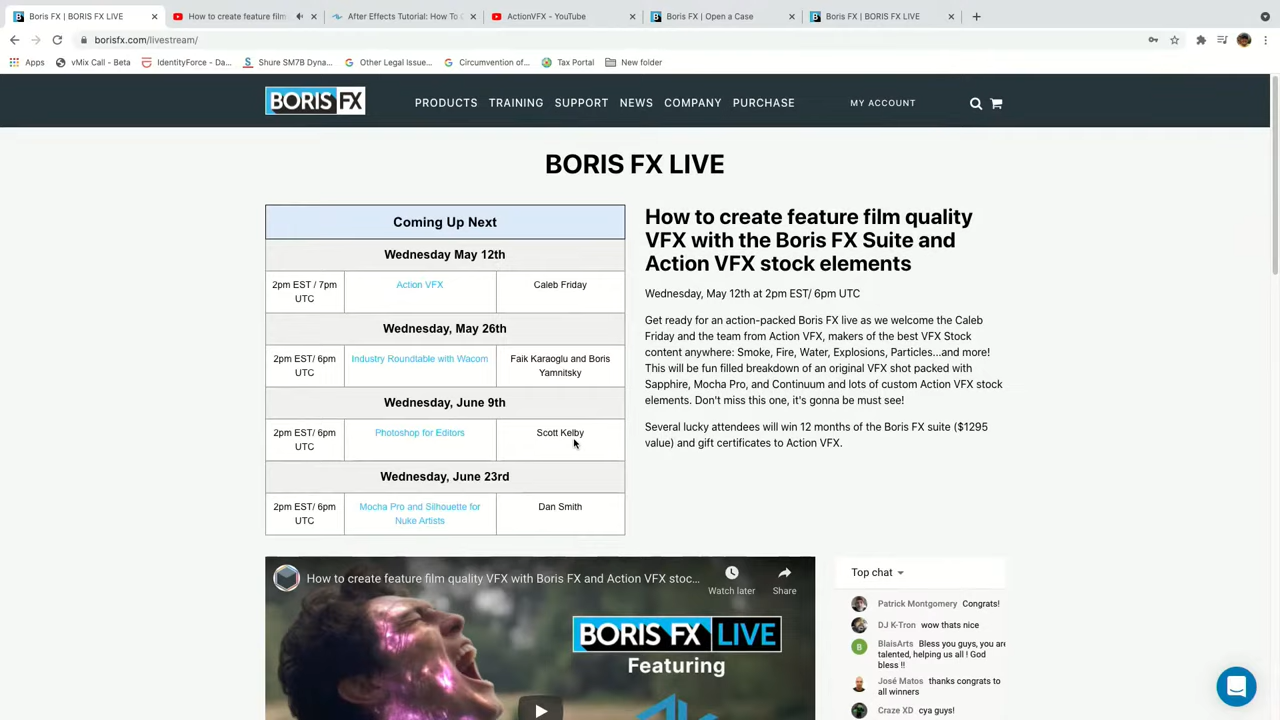 Boris FX | BORIS FX LIVE
How to create feature film
After Effects Tutorial: How To C
ActionVFX - YouTube
Boris FX | Open a Case
Boris FX | BORIS FX LIVE
borisfx.com/livestream/
Apps
vMix Call - Beta
IdentityForce - Da...
Shure SM7B Dyna...
Other Legal Issue...
Circumvention of...
Tax Portal
New folder
BORIS FX
PRODUCTS
TRAINING
SUPPORT
NEWS
COMPANY
PURCHASE
MY ACCOUNT
BORIS FX LIVE
Coming Up Next
Wednesday May 12th
2pm EST / 7pm
UTC
Action VFX
Caleb Friday
Wednesday, May 26th
2pm EST/ 6pm
UTC
Industry Roundtable with Wacom
Faik Karaoglu and Boris
Yamnitsky
Wednesday, June 9th
2pm EST/ 6pm
UTC
Photoshop for Editors
Scott Kelby
Wednesday, June 23rd
2pm EST/ 6pm
UTC
Mocha Pro and Silhouette for
Nuke Artists
Dan Smith
How to create feature film quality
VFX with the Boris FX Suite and
Action VFX stock elements
Wednesday, May 12th at 2pm EST/ 6pm UTC
Get ready for an action-packed Boris FX live as we welcome the Caleb
Friday and the team from Action VFX, makers of the best VFX Stock
content anywhere: Smoke, Fire, Water, Explosions, Particles...and more!
This will be fun filled breakdown of an original VFX shot packed with
Sapphire, Mocha Pro, and Continuum and lots of custom Action VFX stock
elements. Don't miss this one, it's gonna be must see!
Several lucky attendees will win 12 months of the Boris FX suite ($1295
value) and gift certificates to Action VFX.
How to create feature film quality VFX with Boris FX and Action VFX stoc...
Watch later
Share
BORIS FX LIVE
Featuring
Top chat
Patrick Montgomery Congrats!
DJ K-Tron wow thats nice
B
BlaisArts Bless you guys, you are
talented, helping us all ! God
bless !!
José Matos thanks congrats to
all winners
Craze XD cya guys!